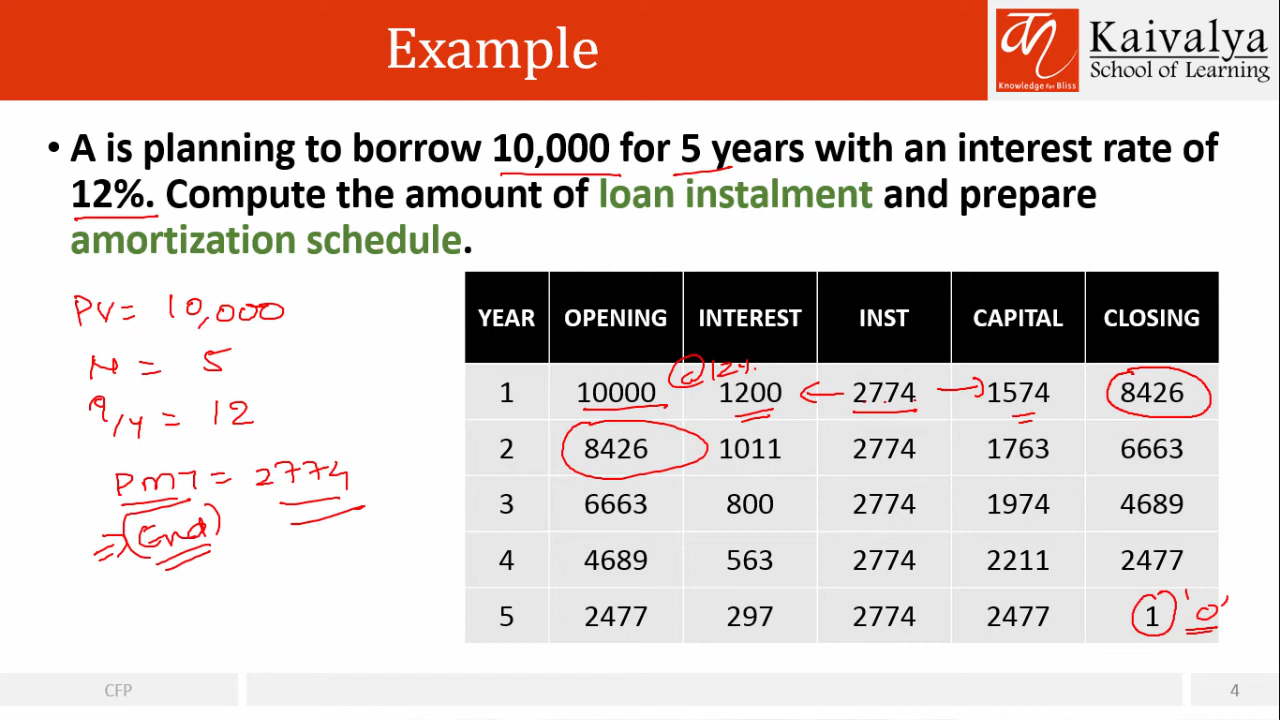 Example
Kaivalya
School of Learning
Knowledge for Bliss
• A is planning to borrow 10,000 for 5 years with an interest rate of
12%. Compute the amount of loan instalment and prepare
amortization schedule.
PV = 10,000
N = 5
I/Y = 12
PMT = 2774
⇒ (End)
YEAR OPENING INTEREST INST CAPITAL CLOSING
@12%
1 10000 1200 ← 2774 → 1574 8426
2 8426 1011 2774 1763 6663
3 6663 800 2774 1974 4689
4 4689 563 2774 2211 2477
5 2477 297 2774 2477 1 '0'
CFP 4